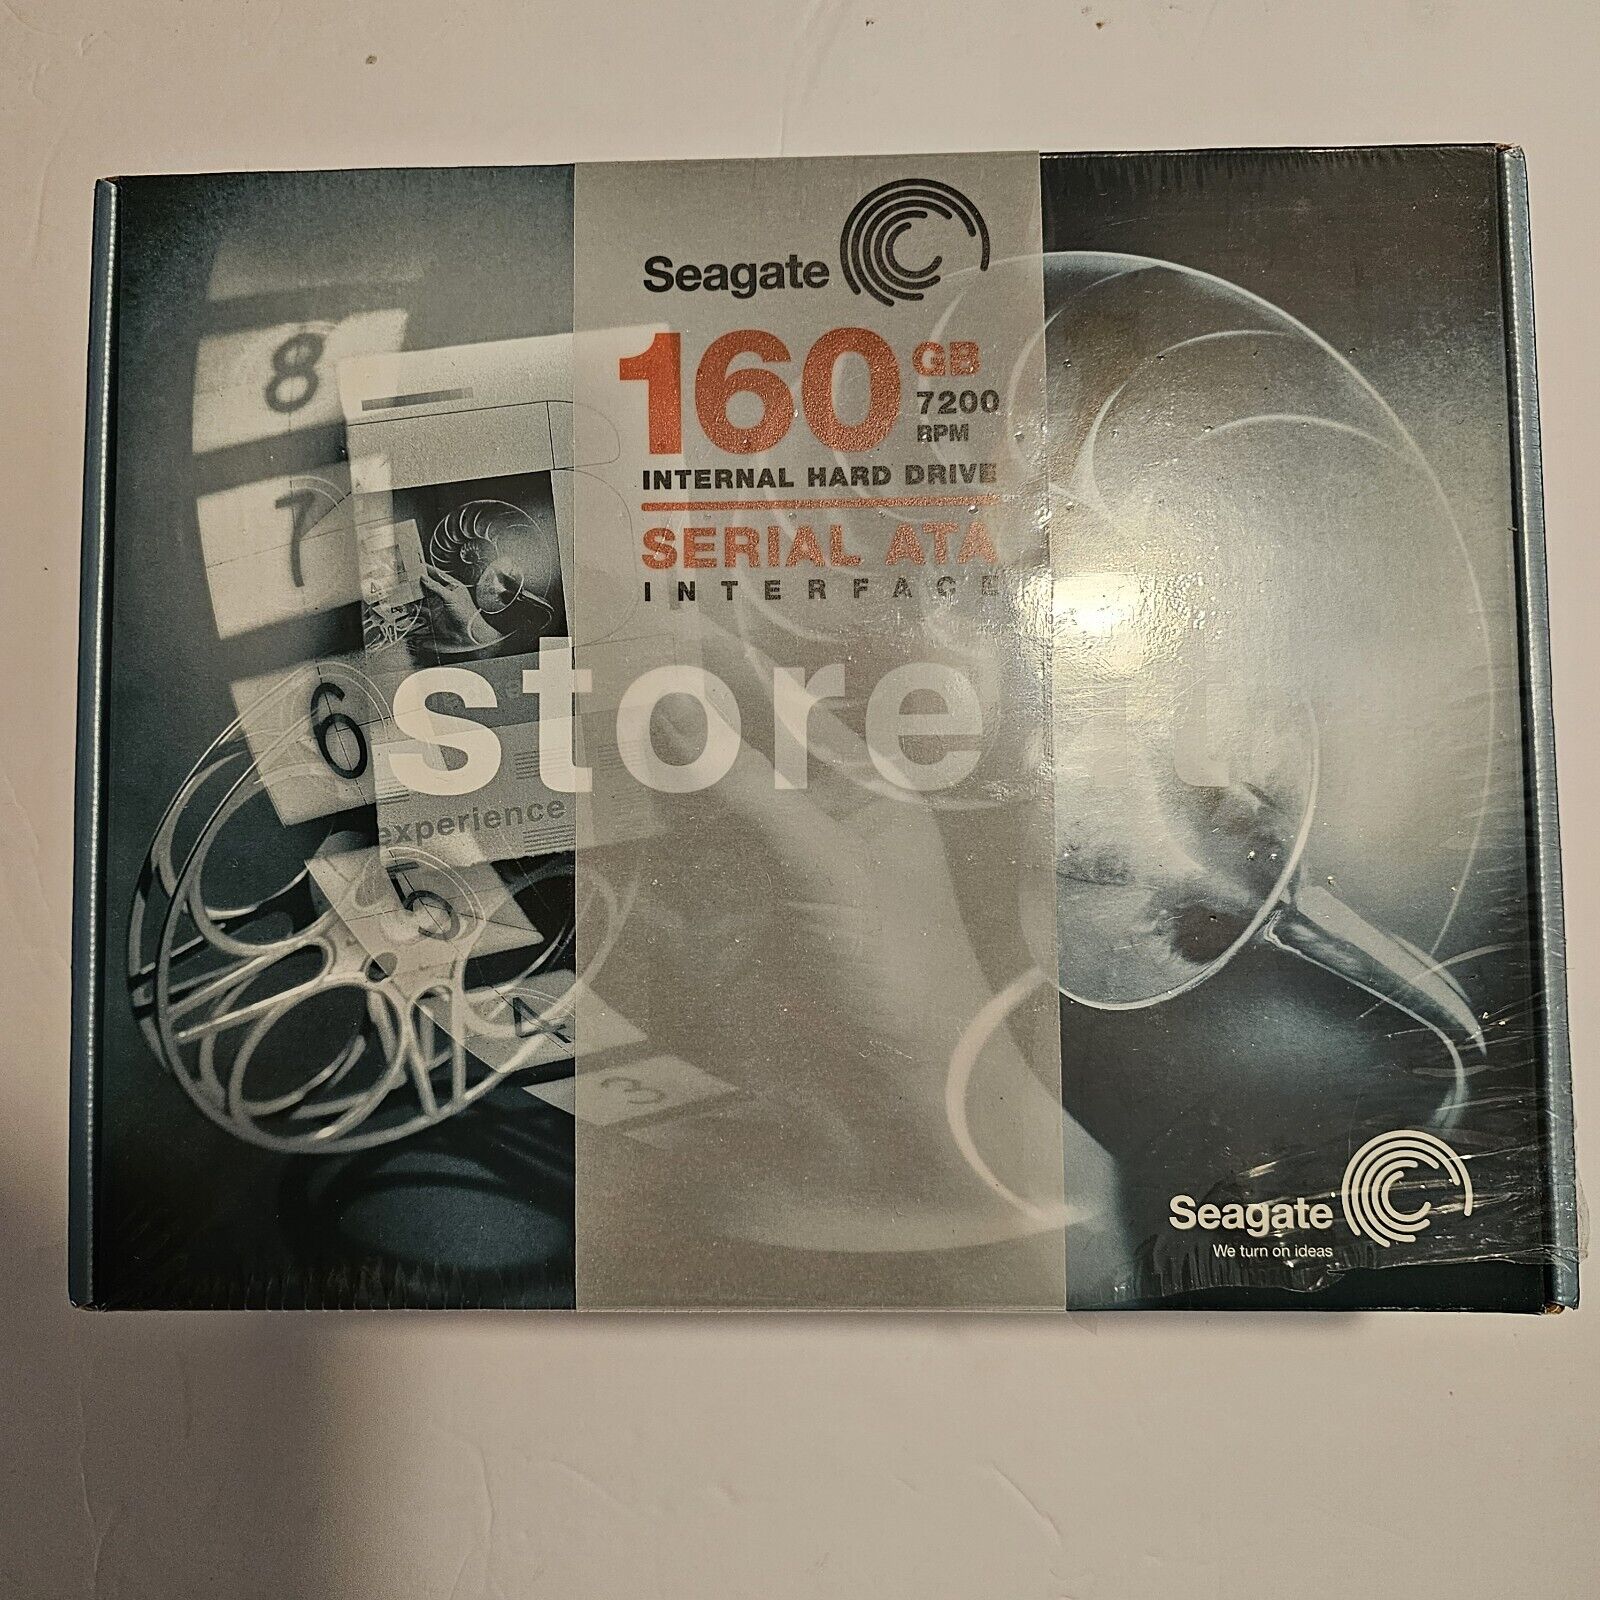 Seagate
160 GB
7200
RPM
INTERNAL HARD DRIVE
SERIAL ATA
INTERFACE
8
7
6
store it
experience
5
4
3
Seagate
We turn on ideas